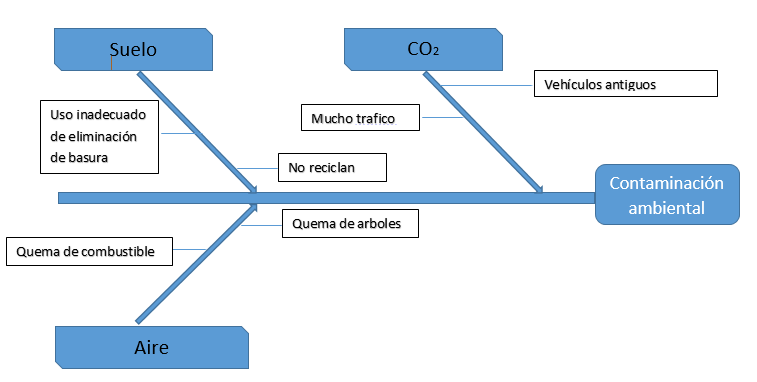 Suelo
CO₂
Vehículos antiguos
Uso inadecuado
de eliminación
de basura
Mucho trafico
No reciclan
Contaminación
ambiental
Quema de arboles
Quema de combustible
Aire